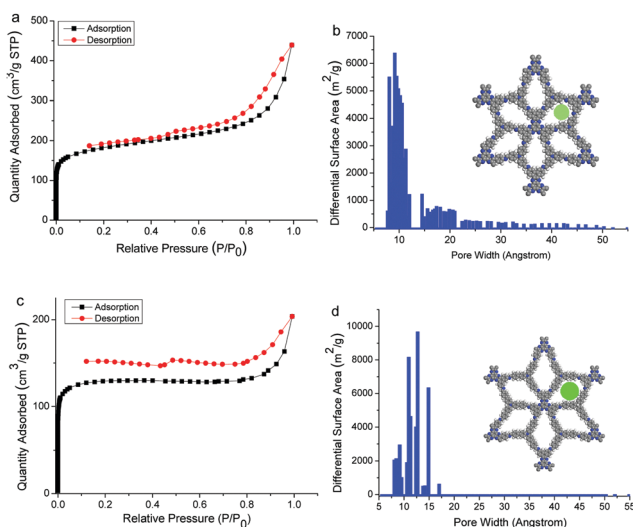 a
Adsorption
Desorption
Quantity Adsorbed (cm³/g STP)
500
400
300
200
100
0
0.0 0.2 0.4 0.6 0.8 1.0
Relative Pressure (P/P₀)
b
Differential Surface Area (m²/g)
7000
6000
5000
4000
3000
2000
1000
0
10 20 30 40 50
Pore Width (Angstrom)
c
Adsorption
Desorption
Quantity Adsorbed (cm³/g STP)
200
100
0
0.0 0.2 0.4 0.6 0.8 1.0
Relative Pressure (P/P₀)
d
Differential Surface Area (m²/g)
10000
8000
6000
4000
2000
0
5 10 15 20 25 30 35 40 45 50 55
Pore Width (Angstrom)